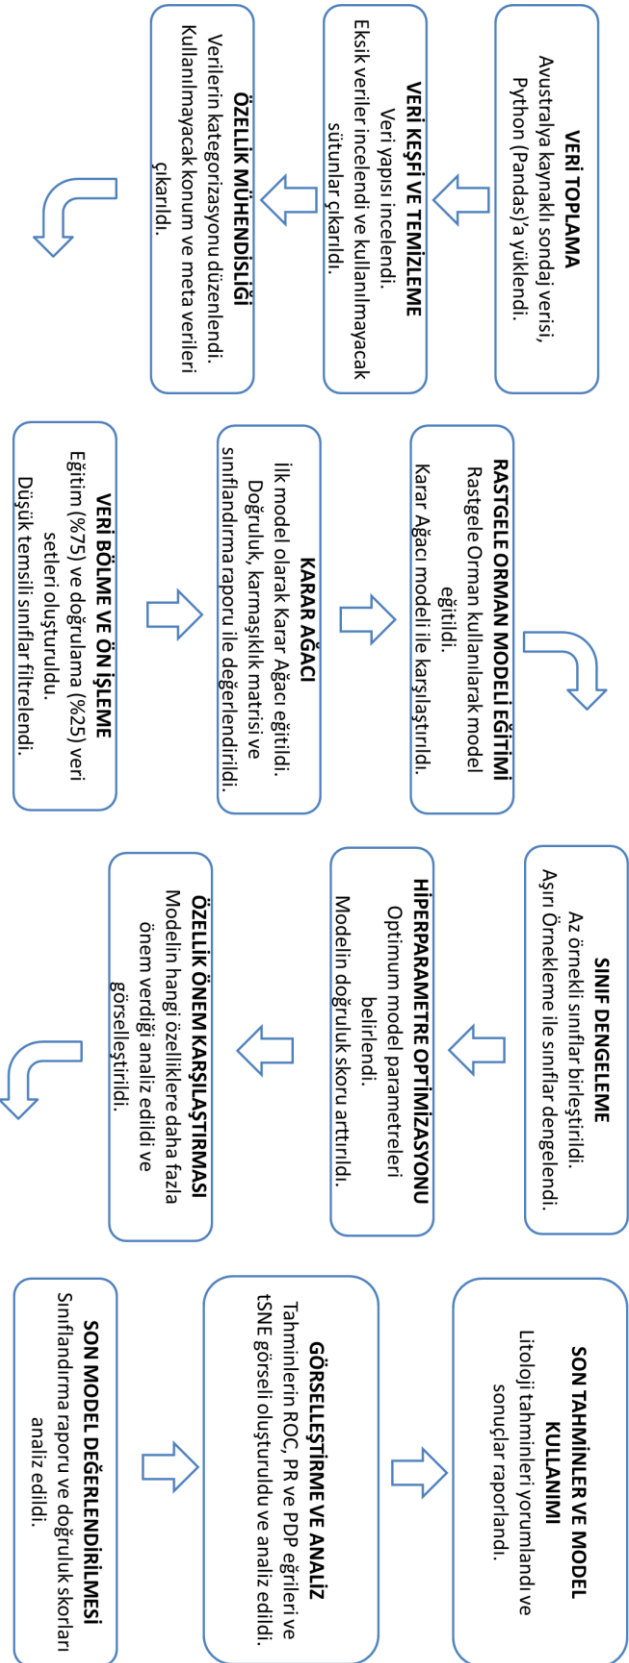 VERİ TOPLAMA
Avustralya kaynaklı sondaj verisi,
Python (Pandas)'a yüklendi.
VERİ KEŞFİ VE TEMİZLEME
Veri yapısı incelendi.
Eksik veriler incelendi ve kullanılmayacak
sütunlar çıkarıldı.
ÖZELLİK MÜHENDİSLİĞİ
Verilerin kategorizasyonu düzenlendi.
Kullanılmayacak konum ve meta verileri
çıkarıldı.
VERİ BÖLME VE ÖN İŞLEME
Eğitim (%75) ve doğrulama (%25) veri
setleri oluşturuldu.
Düşük temsili sınıflar filtrelendi.
KARAR AĞACI
İlk model olarak Karar Ağacı eğitildi.
Doğruluk, karmaşıklık matrisi ve
sınıflandırma raporu ile değerlendirildi.
RASTGELE ORMAN MODELİ EĞİTİMİ
Rastgele Orman kullanılarak model
eğitildi.
Karar Ağacı modeli ile karşılaştırıldı.
SINIF DENGELEME
Az örnekli sınıflar birleştirildi.
Aşırı Örnekleme ile sınıflar dengelendi.
HİPERPARAMETRE OPTİMİZASYONU
Optimum model parametreleri
belirlendi.
Modelin doğruluk skoru arttırıldı.
ÖZELLİK ÖNEM KARŞILAŞTIRMASI
Modelin hangi özelliklere daha fazla
önem verdiği analiz edildi ve
görselleştirildi.
SON MODEL DEĞERLENDİRİLMESİ
Sınıflandırma raporu ve doğruluk skorları
analiz edildi.
GÖRSELLEŞTİRME VE ANALİZ
Tahminlerin ROC, PR ve PDP eğrileri ve
tSNE görseli oluşturuldu ve analiz edildi.
SON TAHMİNLER VE MODEL
KULLANIMI
Litoloji tahminleri yorumlandı ve
sonuçlar raporlandı.